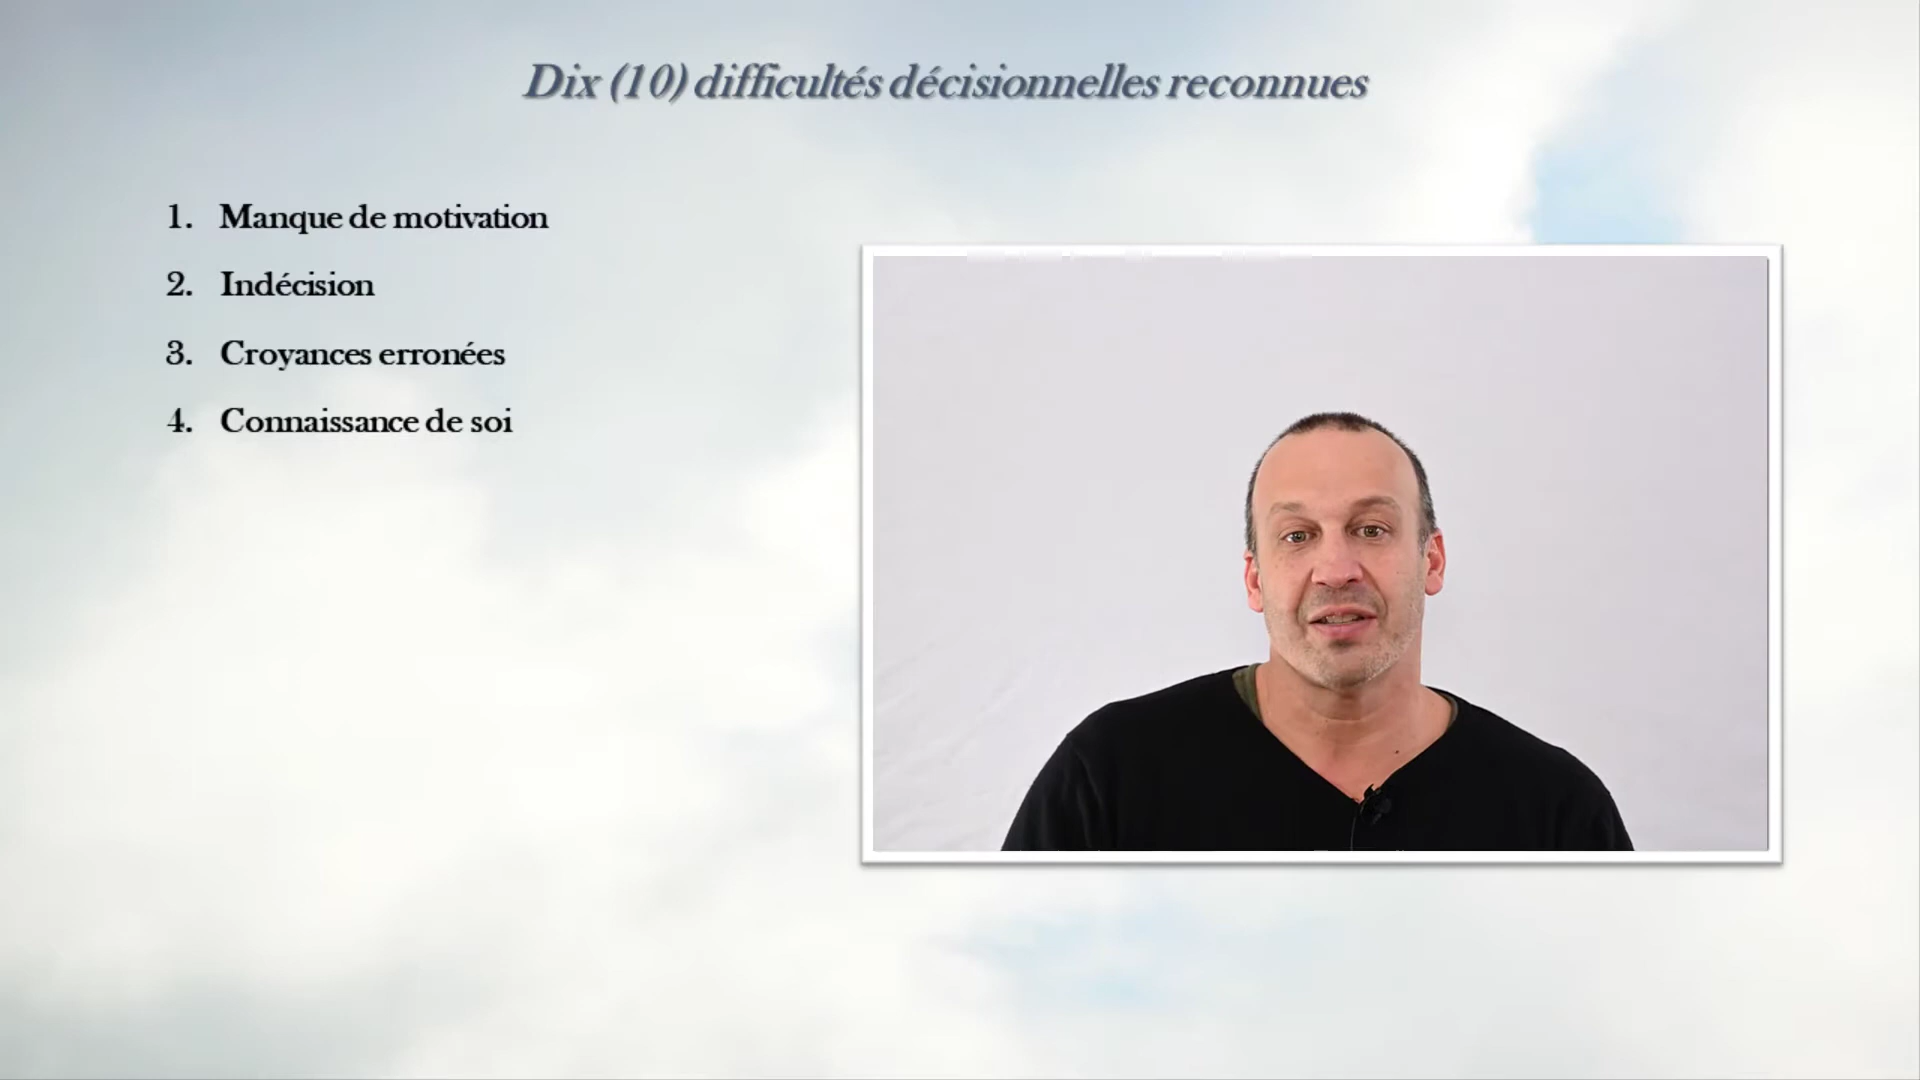 Dix (10) difficultés décisionnelles reconnues
1. Manque de motivation
2. Indécision
3. Croyances erronées
4. Connaissance de soi